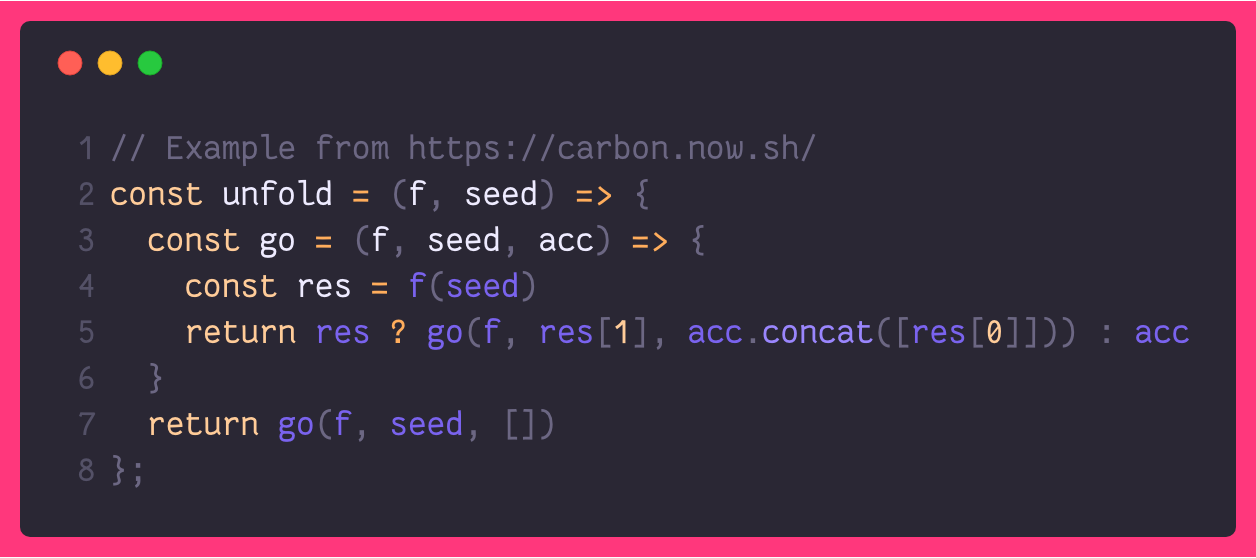 1 // Example from https://carbon.now.sh/
2 const unfold = (f, seed) => {
3   const go = (f, seed, acc) => {
4     const res = f(seed)
5     return res ? go(f, res[1], acc.concat([res[0]])) : acc
6   }
7   return go(f, seed, [])
8 };